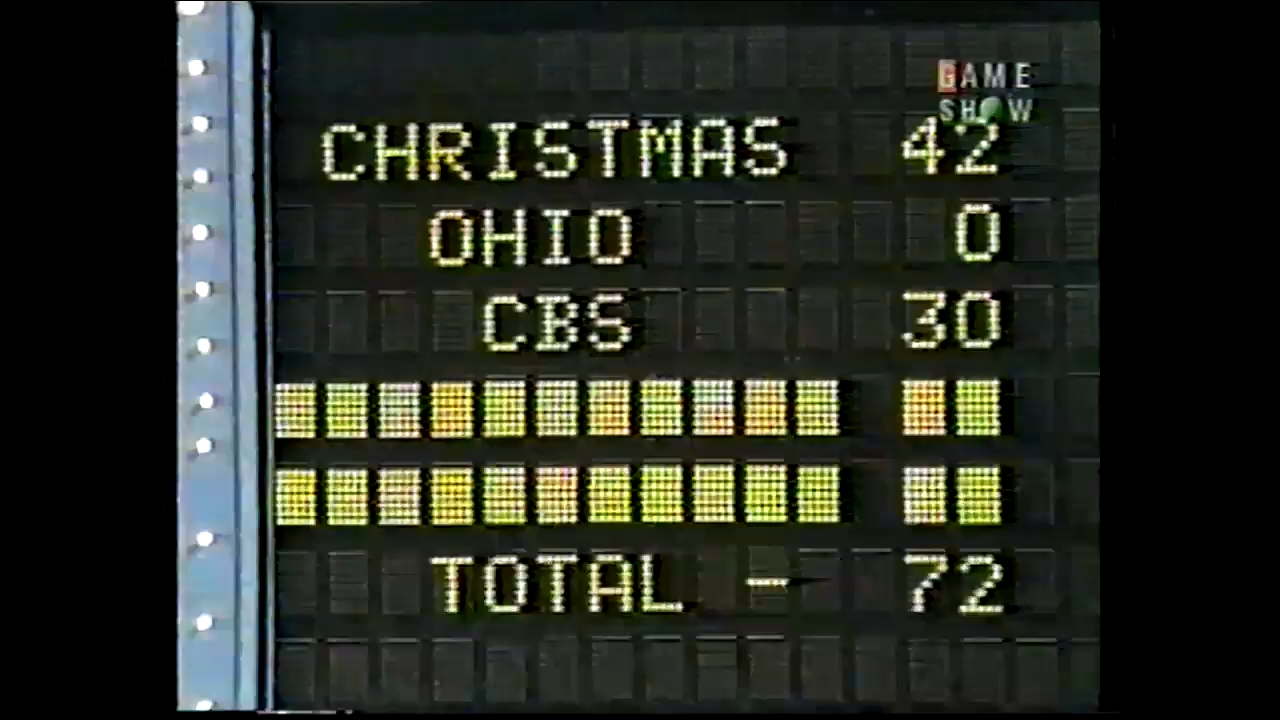 GAME
SHOW
CHRISTMAS 42
OHIO 0
CBS 30
TOTAL - 72